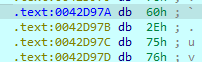 .text:0042D97A db 60h ; `
.text:0042D97B db 2Eh ; .
.text:0042D97C db 75h ; u
.text:0042D97D db 76h ; v